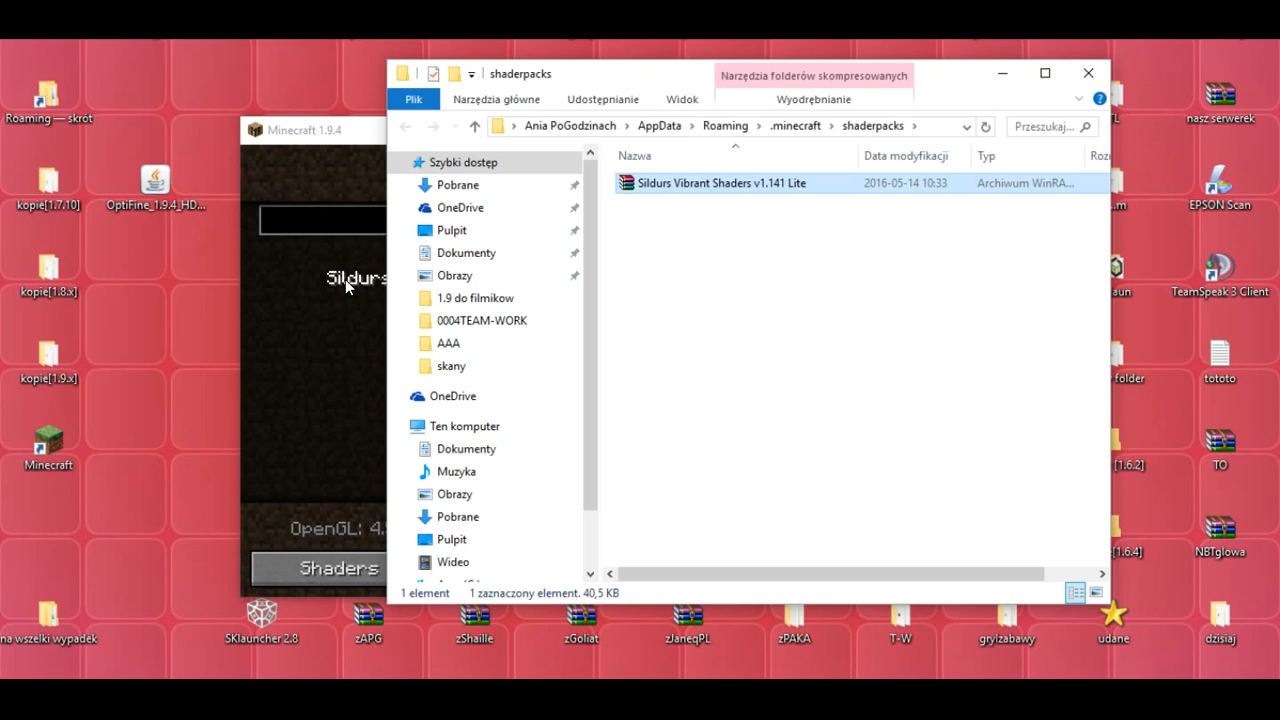 Roaming — skrót
kopie[1.7.10]
OptiFine_1.9.4_HD...
kopie[1.8.x]
kopie[1.9.x]
Minecraft
na wszelki wypadek
Minecraft 1.9.4
Sildurs
OpenGL: 4.
Shaders
shaderpacks
Narzędzia folderów skompresowanych
Plik
Narzędzia główne
Udostępnianie
Widok
Wyodrębnianie
Ania PoGodzinach
AppData
Roaming
.minecraft
shaderpacks
Przeszukaj...
Szybki dostęp
Pobrane
OneDrive
Pulpit
Dokumenty
Obrazy
1.9 do filmikow
0004TEAM-WORK
AAA
skany
OneDrive
Ten komputer
Dokumenty
Muzyka
Obrazy
Pobrane
Pulpit
Wideo
Nazwa
Data modyfikacji
Typ
Sildurs Vibrant Shaders v1.141 Lite
2016-05-14 10:33
Archiwum WinRA...
1 element
1 zaznaczony element. 40,5 KB
nasz serwerek
EPSON Scan
aun
TeamSpeak 3 Client
folder
tototo
[1.6.2]
TO
[1.6.4]
NBTglowa
SKlauncher 2.8
zAPG
zShaille
zGoliat
zJaneqPL
zPAKA
T-W
gryizabawy
udane
dzisiaj